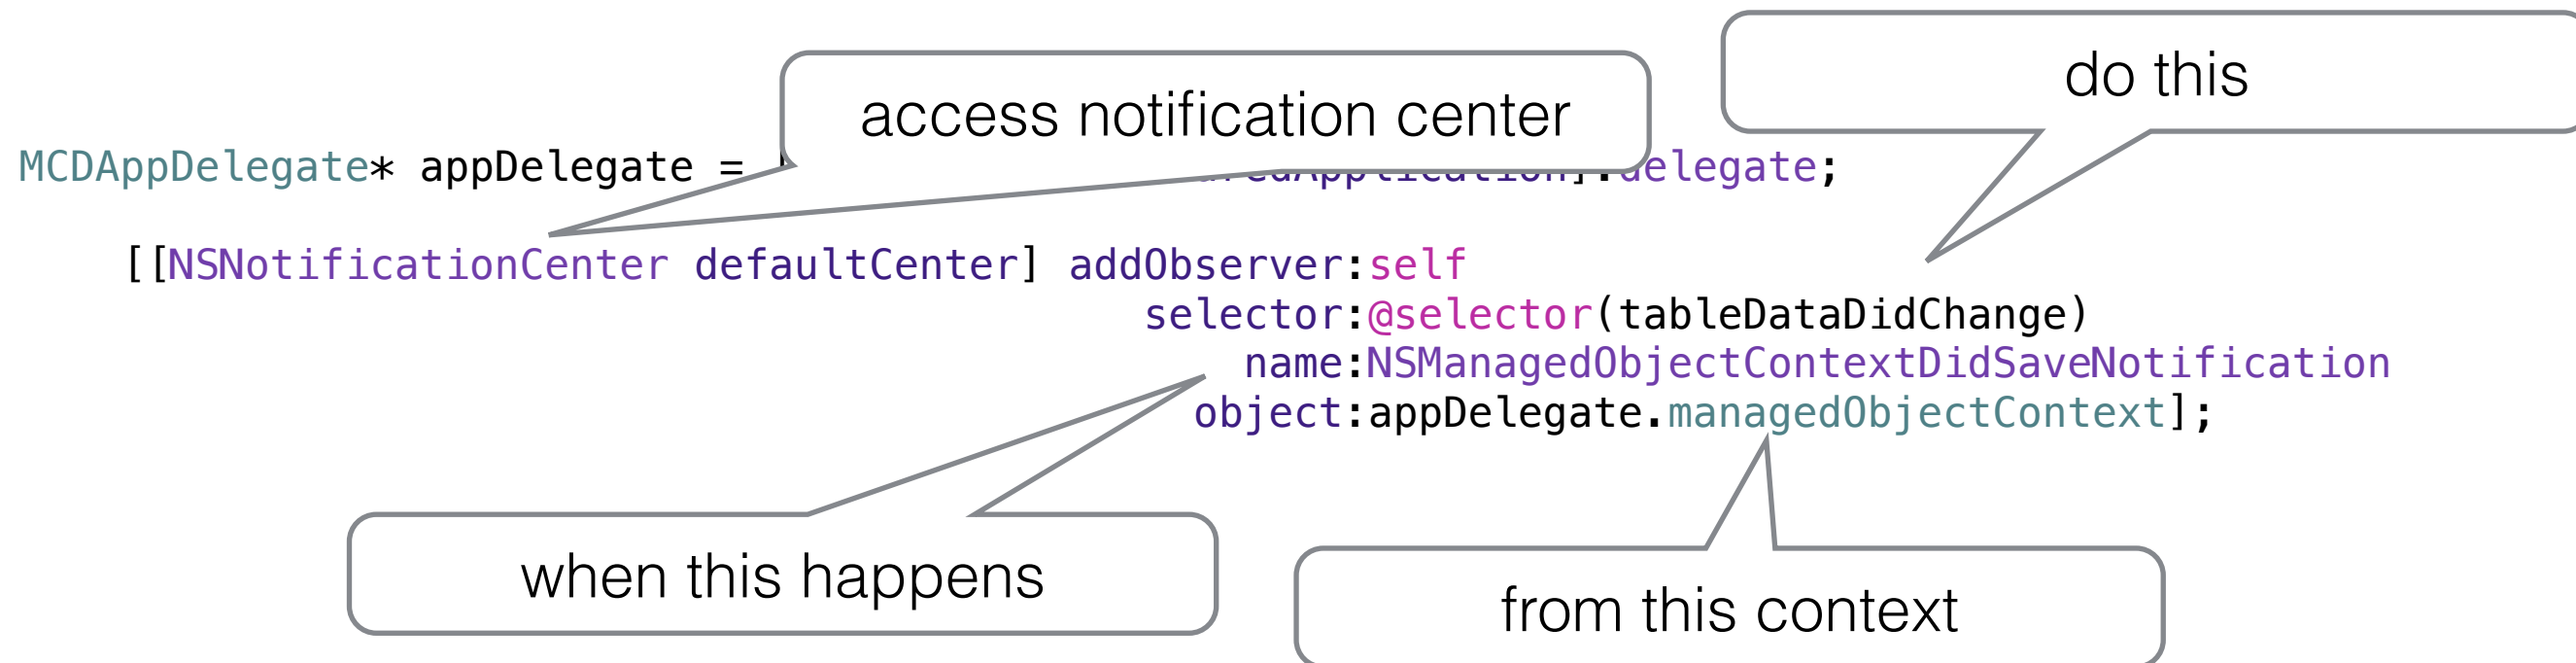 do this
access notification center
MCDAppDelegate* appDelegate = delegate;
[[NSNotificationCenter defaultCenter] addObserver:self
selector:@selector(tableDataDidChange)
name:NSManagedObjectContextDidSaveNotification
object:appDelegate.managedObjectContext];
when this happens
from this context